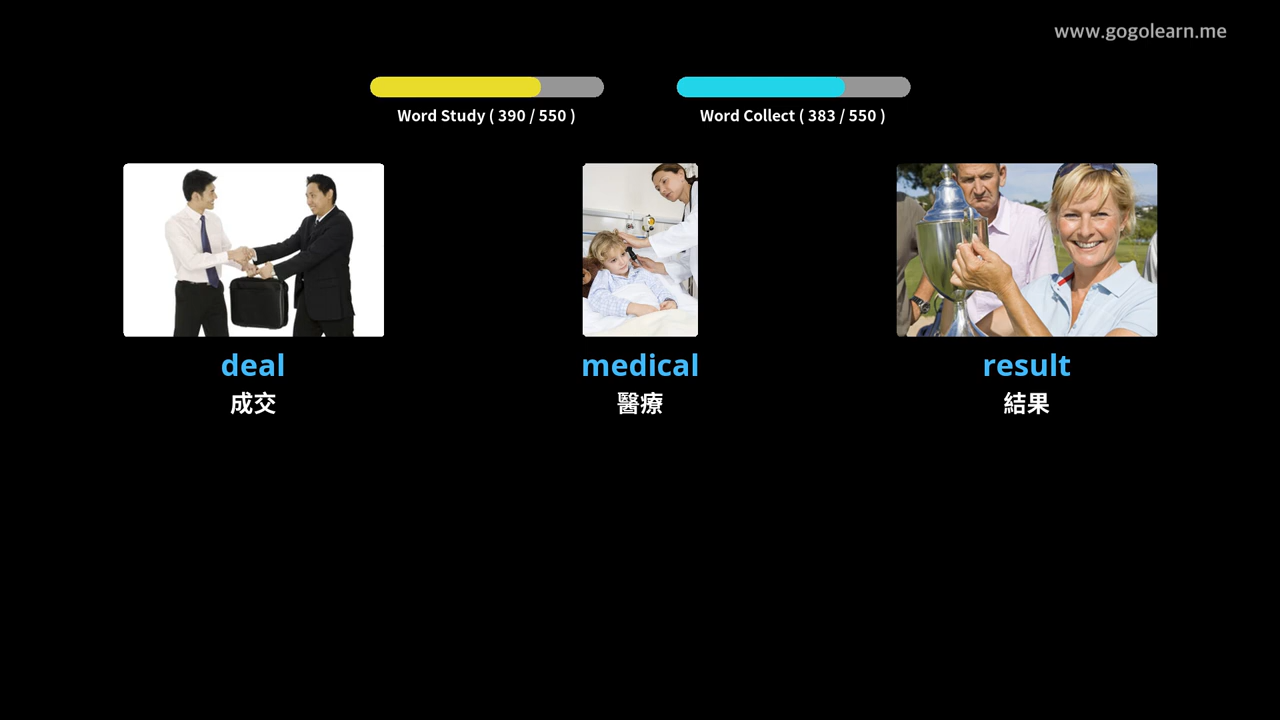 www.gogolearn.me
Word Study ( 390 / 550 )
Word Collect ( 383 / 550 )
deal
medical
result
成交
醫療
結果